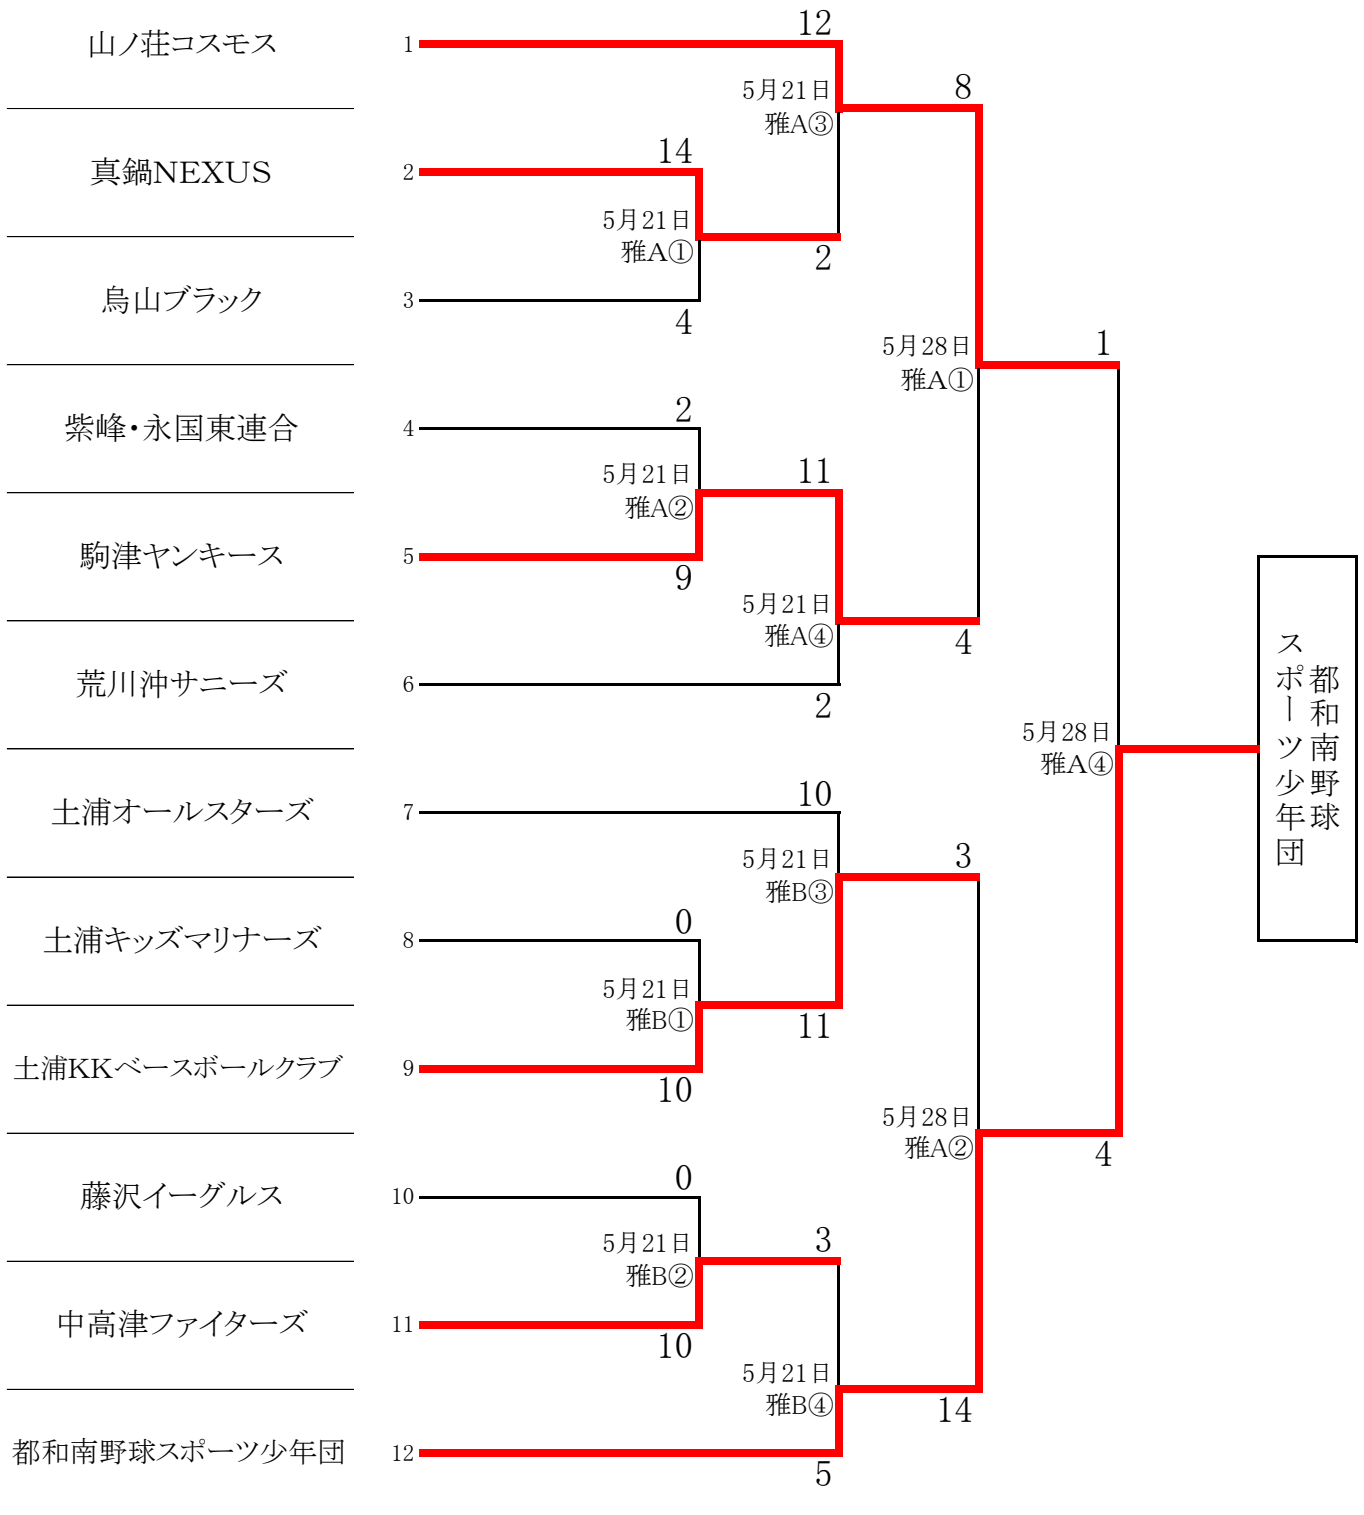 12
山ノ荘コスモス 1
5月21日 8
雅A③
14
真鍋NEXUS 2
5月21日
雅A① 2
烏山ブラック 3
4
5月28日 1
雅A①
2
紫峰・永国東連合 4
5月21日 11
雅A②
駒津ヤンキース 5
9
5月21日
雅A④ 4
荒川沖サニーズ 6
2
都和南野球
スポーツ少年団
5月28日
雅A④
10
土浦オールスターズ 7
5月21日 3
雅B③
0
土浦キッズマリナーズ 8
5月21日
雅B① 11
土浦KKベースボールクラブ 9
10
5月28日
雅A② 4
0
藤沢イーグルス 10
5月21日 3
雅B②
中高津ファイターズ 11
10
5月21日
雅B④ 14
都和南野球スポーツ少年団 12
5